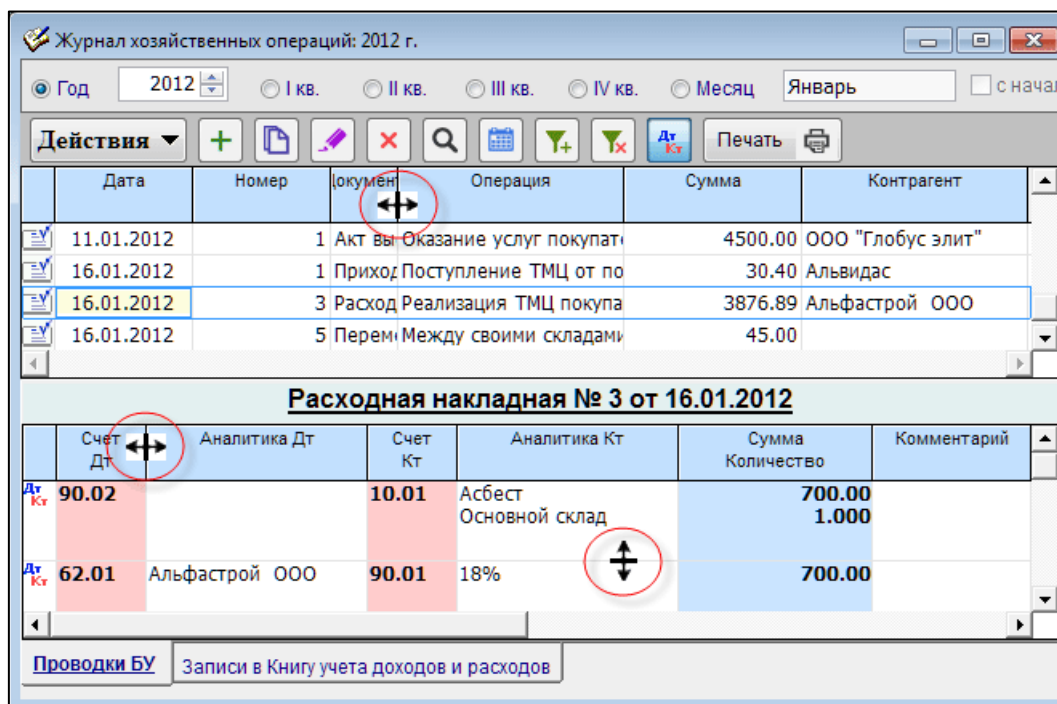 Журнал хозяйственных операций: 2012 г.
Год 2012 I кв. II кв. III кв. IV кв. Месяц Январь с начал
Действия Дт Кт Печать
Дата Номер Документ Операция Сумма Контрагент
11.01.2012 1 Акт вы Оказание услуг покупат 4500.00 ООО "Глобус элит"
16.01.2012 1 Приход Поступление ТМЦ от по 30.40 Альвидас
16.01.2012 3 Расход Реализация ТМЦ покупа 3876.89 Альфастрой ООО
16.01.2012 5 Перем Между своими складами 45.00
Расходная накладная № 3 от 16.01.2012
Счет Аналитика Дт Счет Аналитика Кт Сумма Комментарий
Дт Кт Количество
Дт Кт 90.02 10.01 Асбест 700.00
Основной склад 1.000
Дт Кт 62.01 Альфастрой ООО 90.01 18% 700.00
Проводки БУ Записи в Книгу учета доходов и расходов